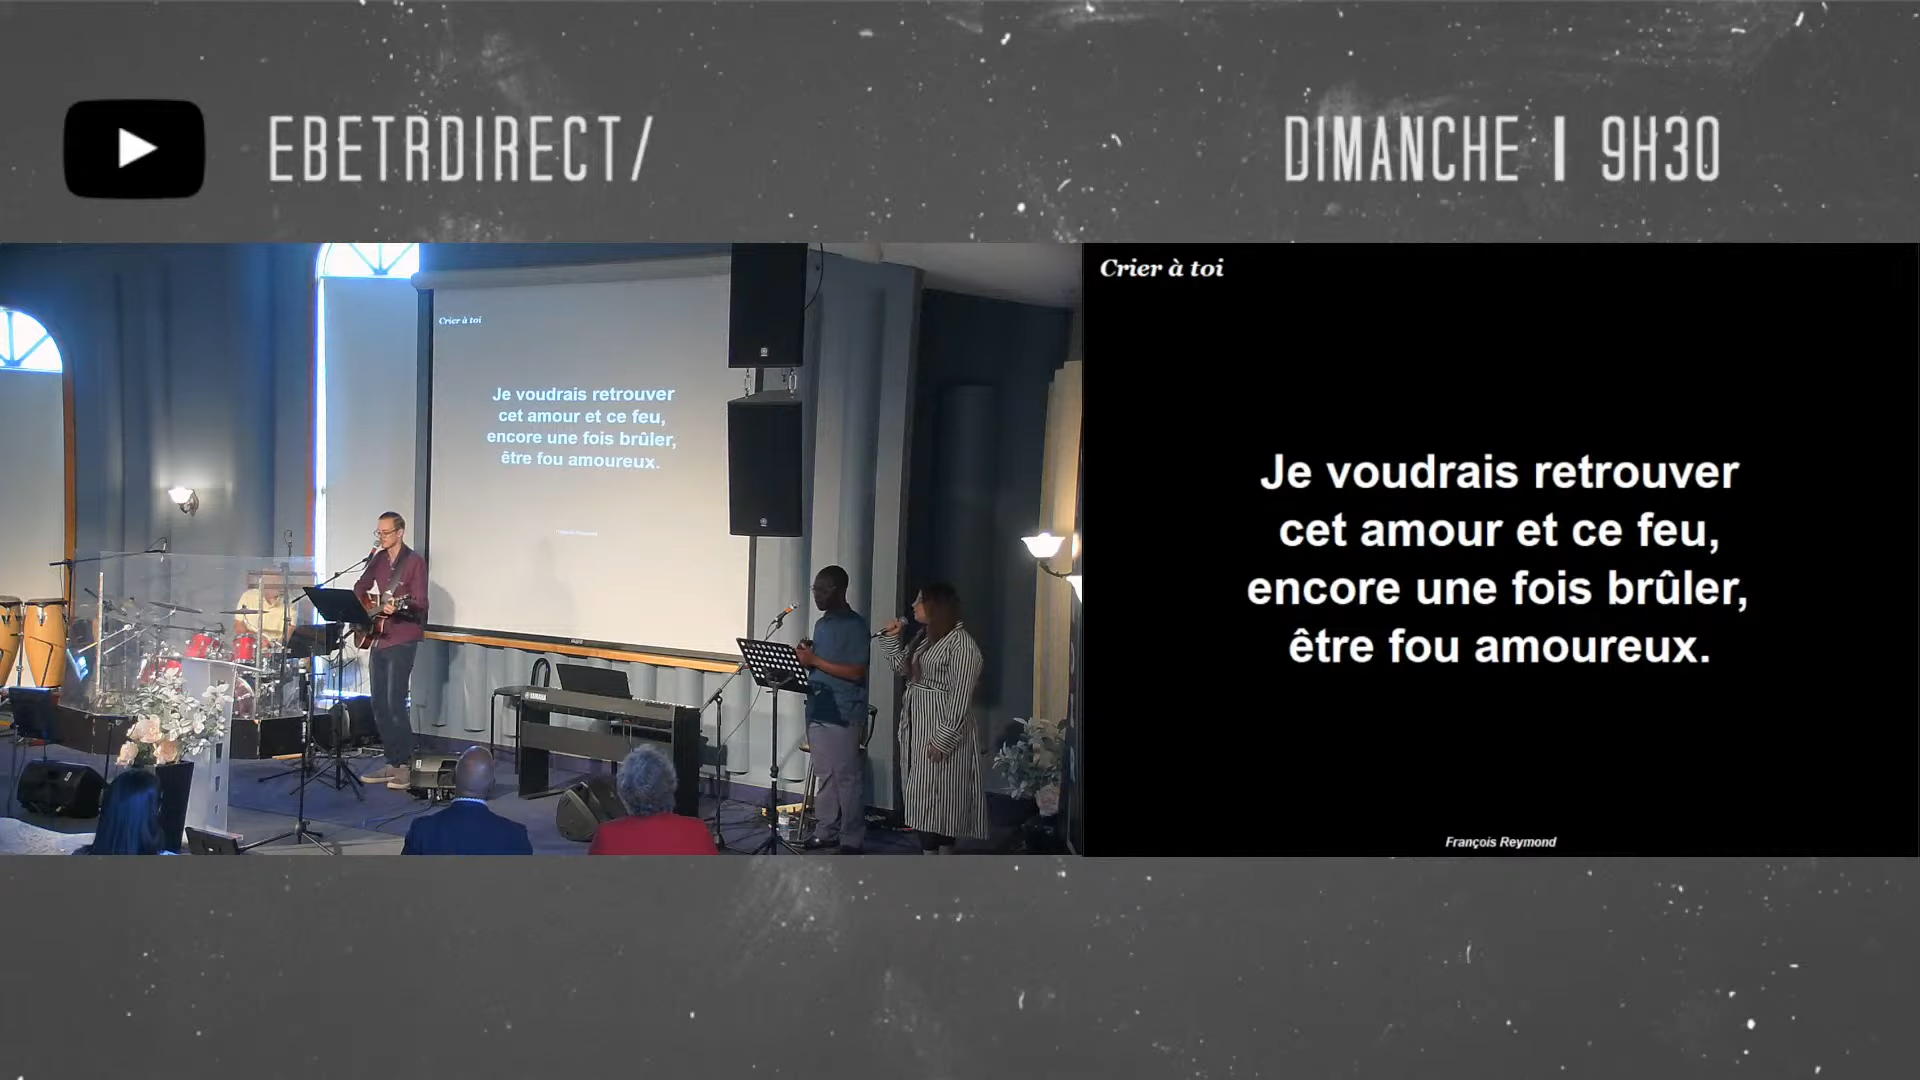 EBETRDIRECT/
DIMANCHE | 9H30
Crier à toi
Je voudrais retrouver
cet amour et ce feu,
encore une fois brûler,
être fou amoureux.
YAMAHA
Crier à toi
Je voudrais retrouver
cet amour et ce feu,
encore une fois brûler,
être fou amoureux.
François Reymond